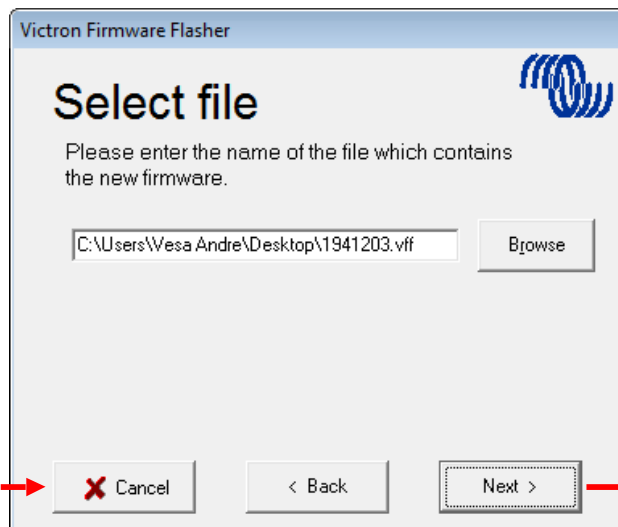 Victron Firmware Flasher
Select file
Please enter the name of the file which contains
the new firmware.
C:\Users\Vesa Andre\Desktop\1941203.vff
Browse
Cancel
< Back
Next >